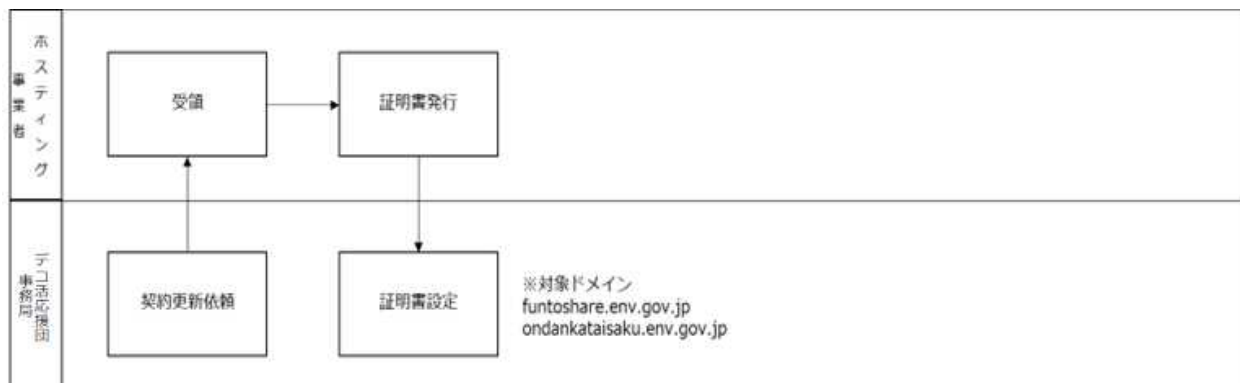 ホスティング
事業者
受領
証明書発行
デコ活応援団
事務局
契約更新依頼
証明書設定
※対象ドメイン
funtoshare.env.gov.jp
ondankataisaku.env.gov.jp